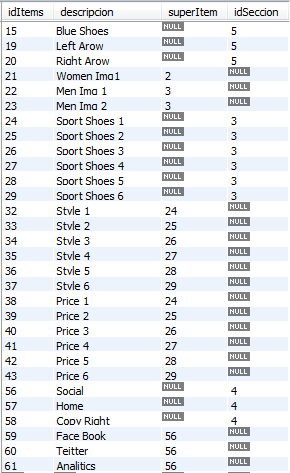 idItems descripcion superItem idSeccion
15 Blue Shoes NULL 5
19 Left Arow NULL 5
20 Right Arow NULL 5
21 Women Img1 2 NULL
22 Men Img 1 3 NULL
23 Men Img 2 3 NULL
24 Sport Shoes 1 NULL 3
25 Sport Shoes 2 NULL 3
26 Sport Shoes 3 NULL 3
27 Sport Shoes 4 NULL 3
28 Sport Shoes 5 NULL 3
29 Sport Shoes 6 NULL 3
32 Style 1 24 NULL
33 Style 2 25 NULL
34 Style 3 26 NULL
35 Style 4 27 NULL
36 Style 5 28 NULL
37 Style 6 29 NULL
38 Price 1 24 NULL
39 Price 2 25 NULL
40 Price 3 26 NULL
41 Price 4 27 NULL
42 Price 5 28 NULL
43 Price 6 29 NULL
56 Social NULL 4
57 Home NULL 4
58 Copy Right NULL 4
59 Face Book 56 NULL
60 Teitter 56 NULL
61 Analitics 56 NULL